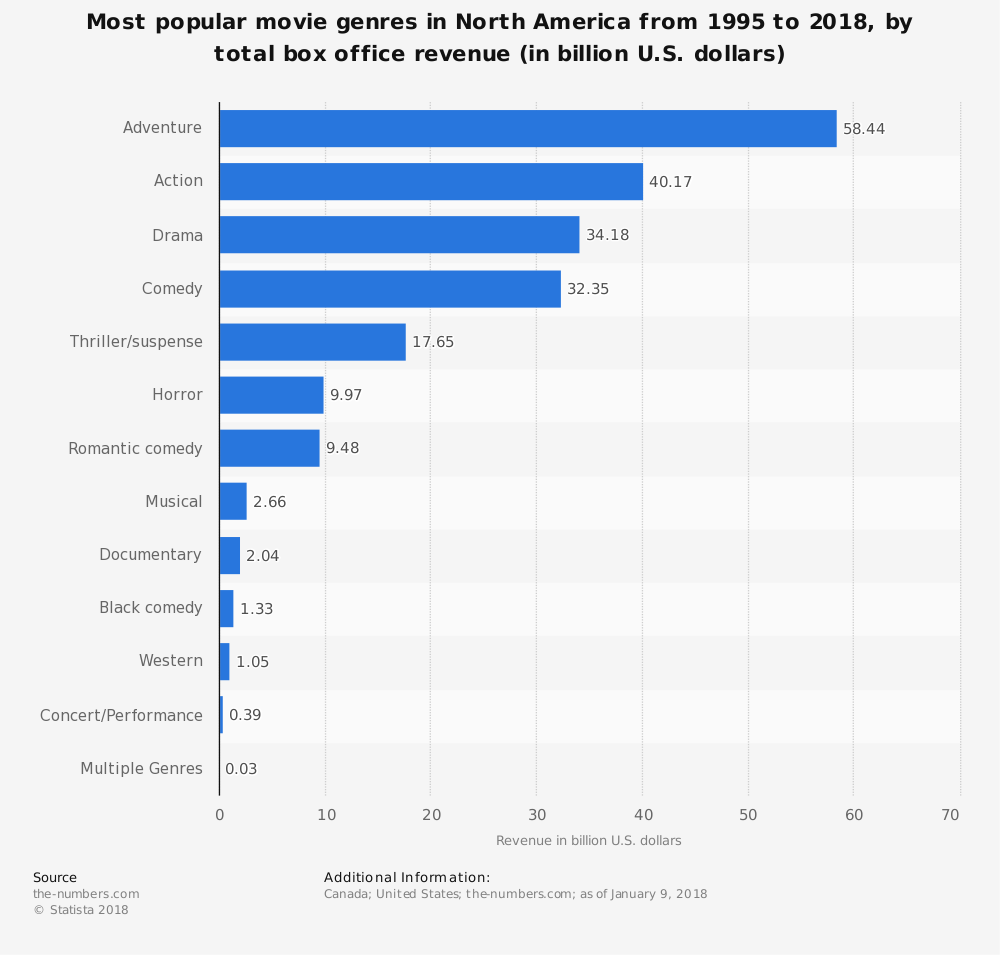 Most popular movie genres in North America from 1995 to 2018, by
total box office revenue (in billion U.S. dollars)
Adventure 58.44
Action 40.17
Drama 34.18
Comedy 32.35
Thriller/suspense 17.65
Horror 9.97
Romantic comedy 9.48
Musical 2.66
Documentary 2.04
Black comedy 1.33
Western 1.05
Concert/Performance 0.39
Multiple Genres 0.03
0 10 20 30 40 50 60 70
Revenue in billion U.S. dollars
Source
the-numbers.com
© Statista 2018
Additional Information:
Canada; United States; the-numbers.com; as of January 9, 2018